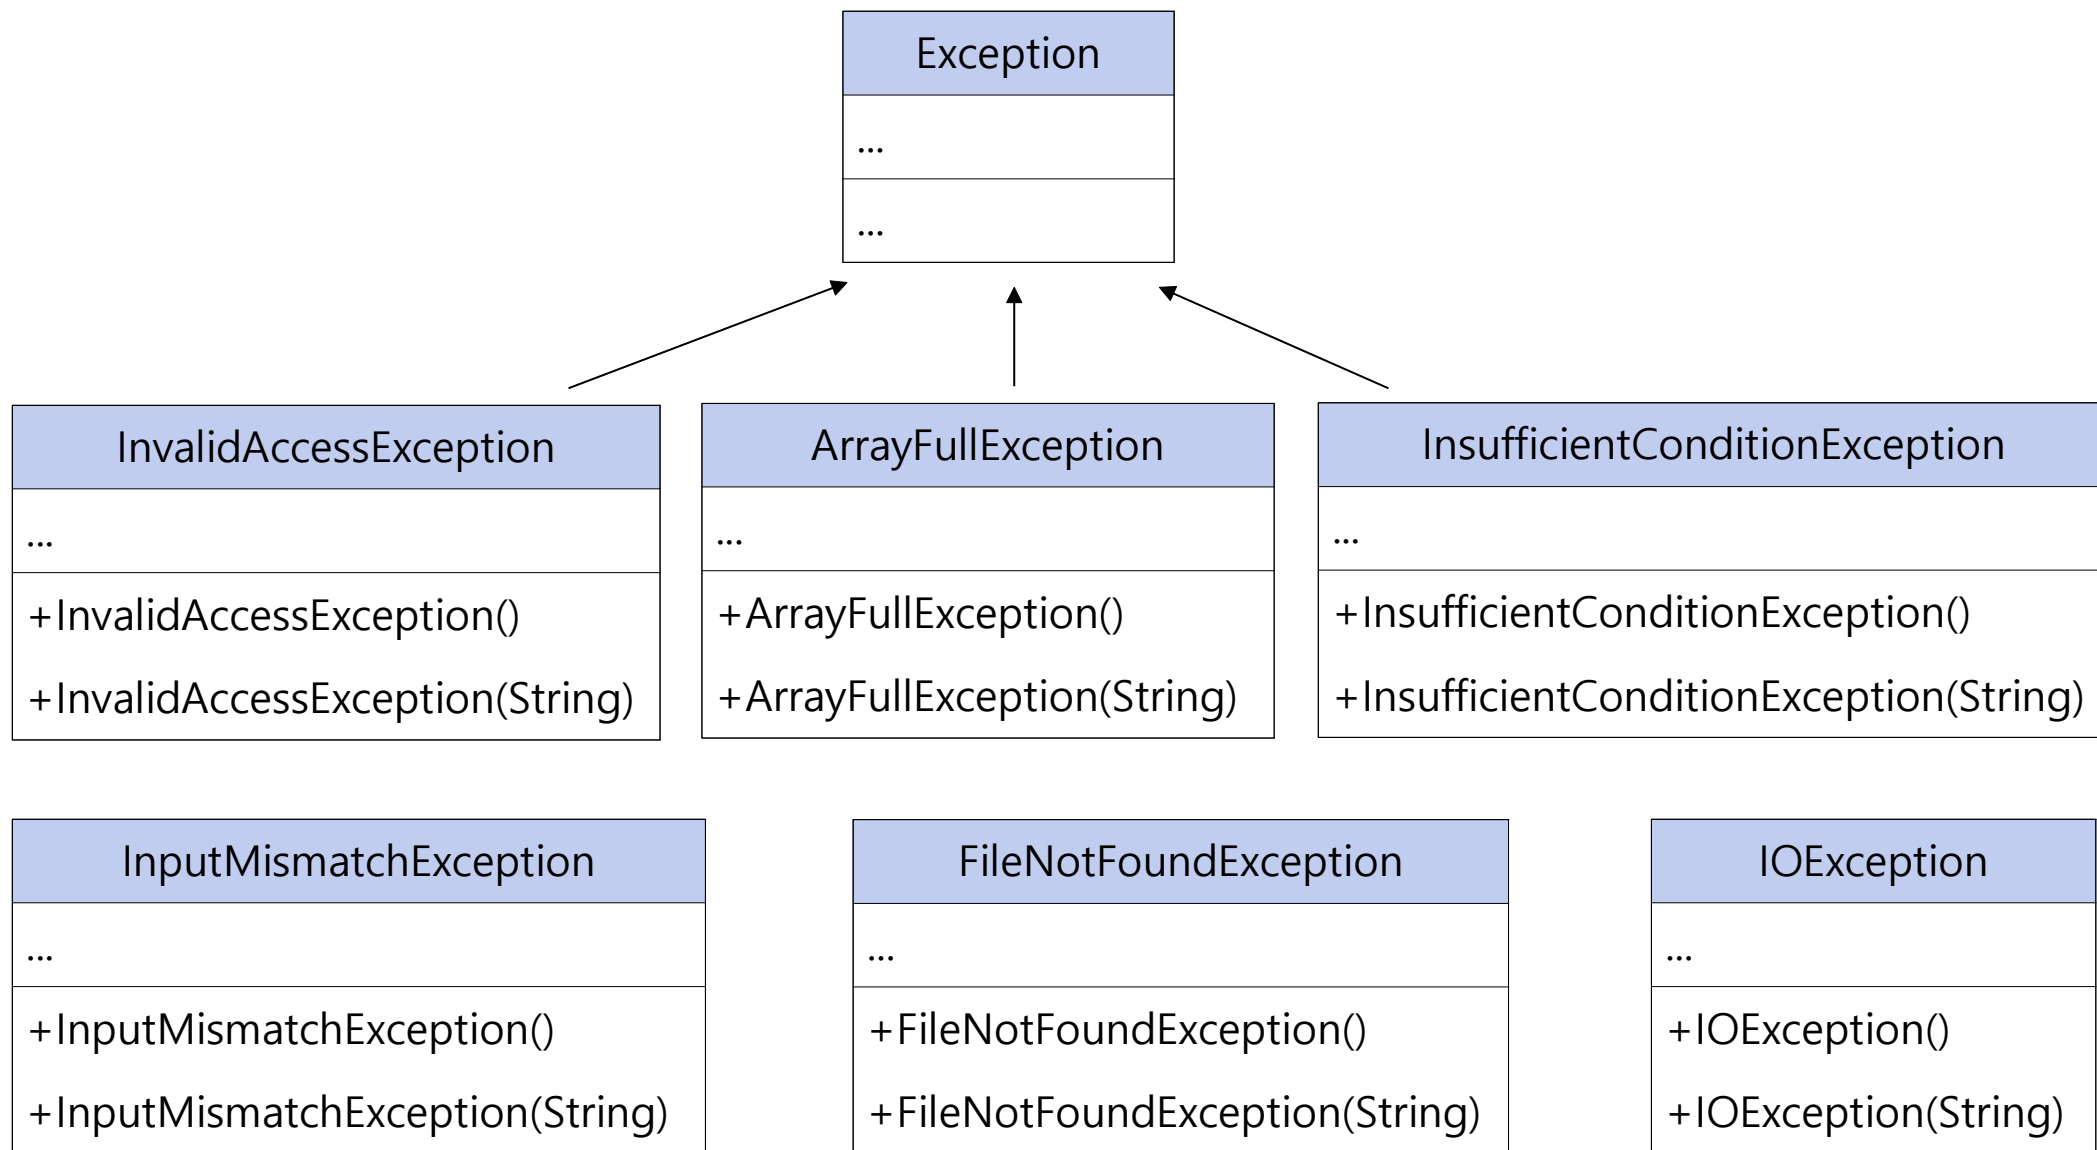 Exception
...
...
InvalidAccessException
...
+InvalidAccessException()
+InvalidAccessException(String)
ArrayFullException
...
+ArrayFullException()
+ArrayFullException(String)
InsufficientConditionException
...
+InsufficientConditionException()
+InsufficientConditionException(String)
InputMismatchException
...
+InputMismatchException()
+InputMismatchException(String)
FileNotFoundException
...
+FileNotFoundException()
+FileNotFoundException(String)
IOException
...
+IOException()
+IOException(String)